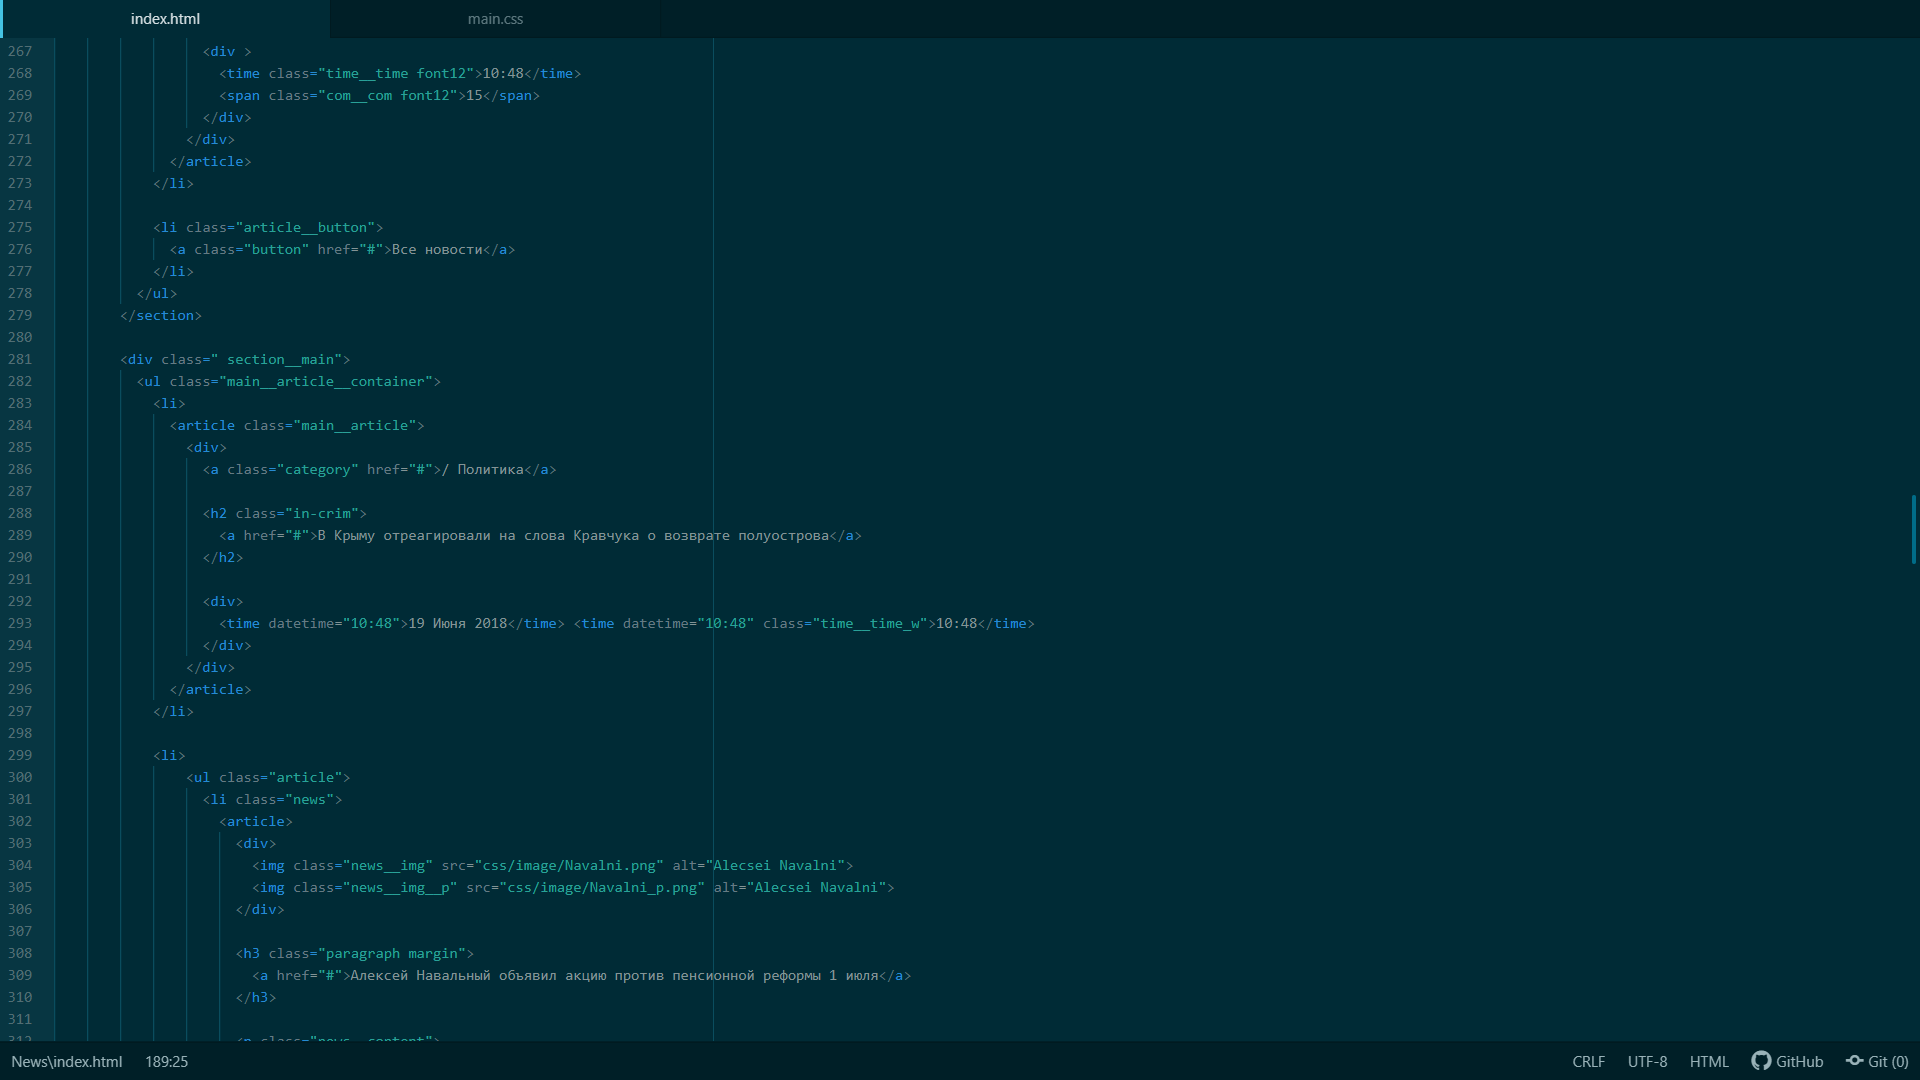 index.html main.css
267 <div >
268 <time class="time__time font12">10:48</time>
269 <span class="com__com font12">15</span>
270 </div>
271 </div>
272 </article>
273 </li>
274
275 <li class="article__button">
276 <a class="button" href="#">Все новости</a>
277 </li>
278 </ul>
279 </section>
280
281 <div class=" section__main">
282 <ul class="main__article__container">
283 <li>
284 <article class="main__article">
285 <div>
286 <a class="category" href="#">/ Политика</a>
287
288 <h2 class="in-crim">
289 <a href="#">В Крыму отреагировали на слова Кравчука о возврате полуострова</a>
290 </h2>
291
292 <div>
293 <time datetime="10:48">19 Июня 2018</time> <time datetime="10:48" class="time__time_w">10:48</time>
294 </div>
295 </div>
296 </article>
297 </li>
298
299 <li>
300 <ul class="article">
301 <li class="news">
302 <article>
303 <div>
304 <img class="news__img" src="css/image/Navalni.png" alt="Alecsei Navalni">
305 <img class="news__img__p" src="css/image/Navalni_p.png" alt="Alecsei Navalni">
306 </div>
307
308 <h3 class="paragraph margin">
309 <a href="#">Алексей Навальный объявил акцию против пенсионной реформы 1 июля</a>
310 </h3>
311
312 <p class="news__content">
News\index.html 189:25 CRLF UTF-8 HTML GitHub Git (0)